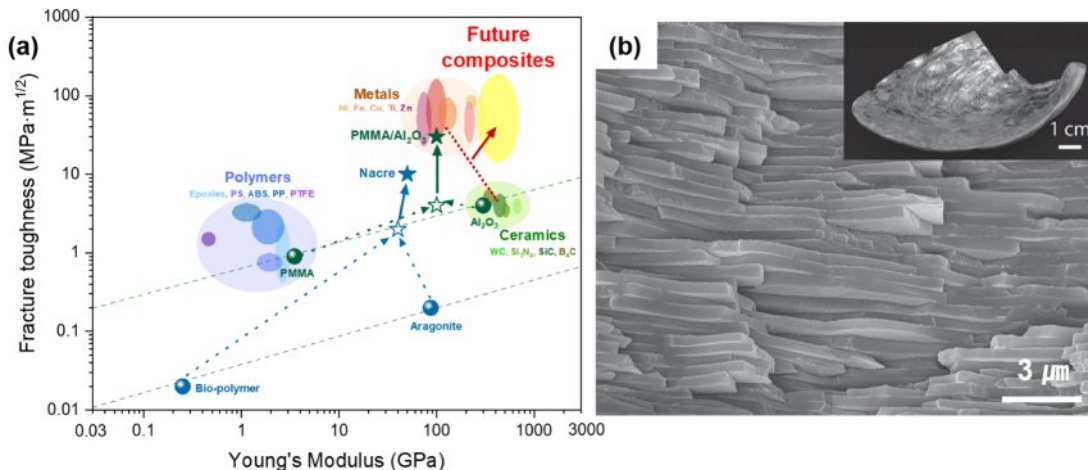 (a)
Fracture toughness (MPa·m1/2)
1000
100
10
1
0.1
0.01
0.03
0.1
1
10
100
1000
3000
Young's Modulus (GPa)
Future
composites
Metals
Ni, Fe, Cu, Ti, Zn
PMMA/Al2O3
Nacre
Polymers
Epoxies, PS, ABS, PP, PTFE
PMMA
Al2O3
Ceramics
WC, Si3N4, SiC, B4C
Aragonite
Bio-polymer
(b)
1 cm
3 μm